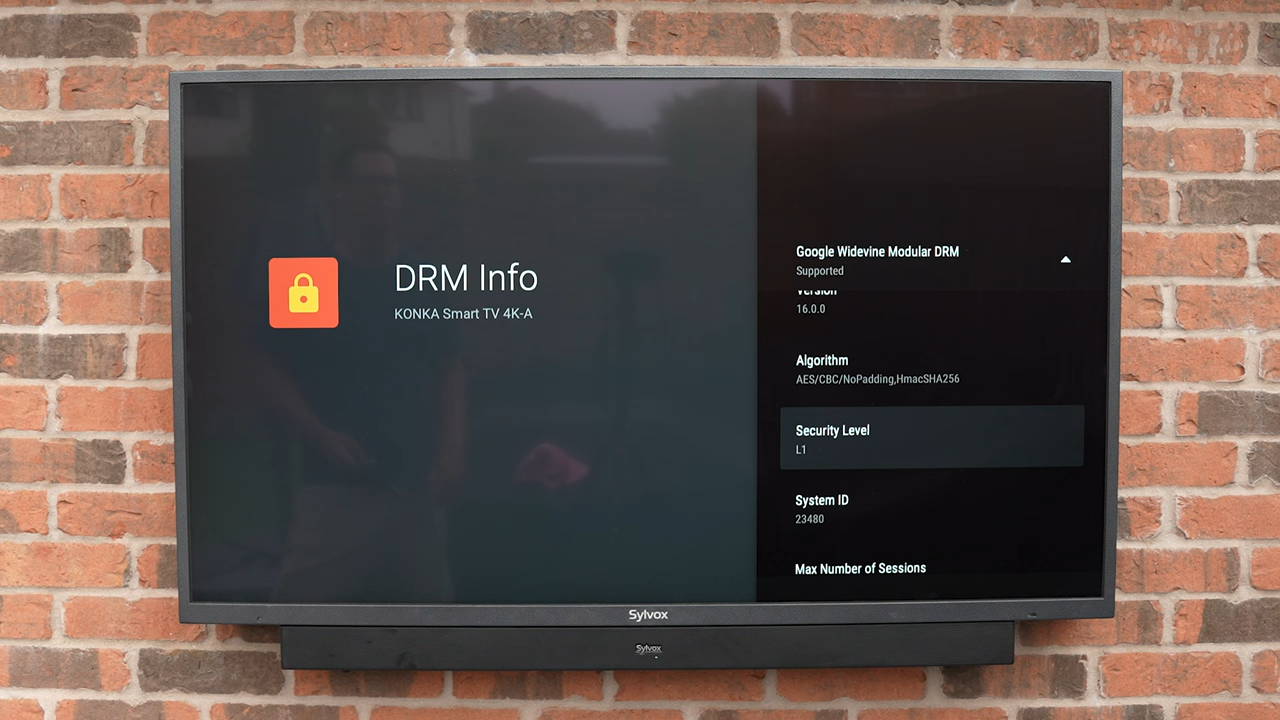 DRM Info
KONKA Smart TV 4K-A
Google Widevine Modular DRM
Supported
Version
16.0.0
Algorithm
AES/CBC/NoPadding,HmacSHA256
Security Level
L1
System ID
23480
Max Number of Sessions
Sylvox
Sylvox